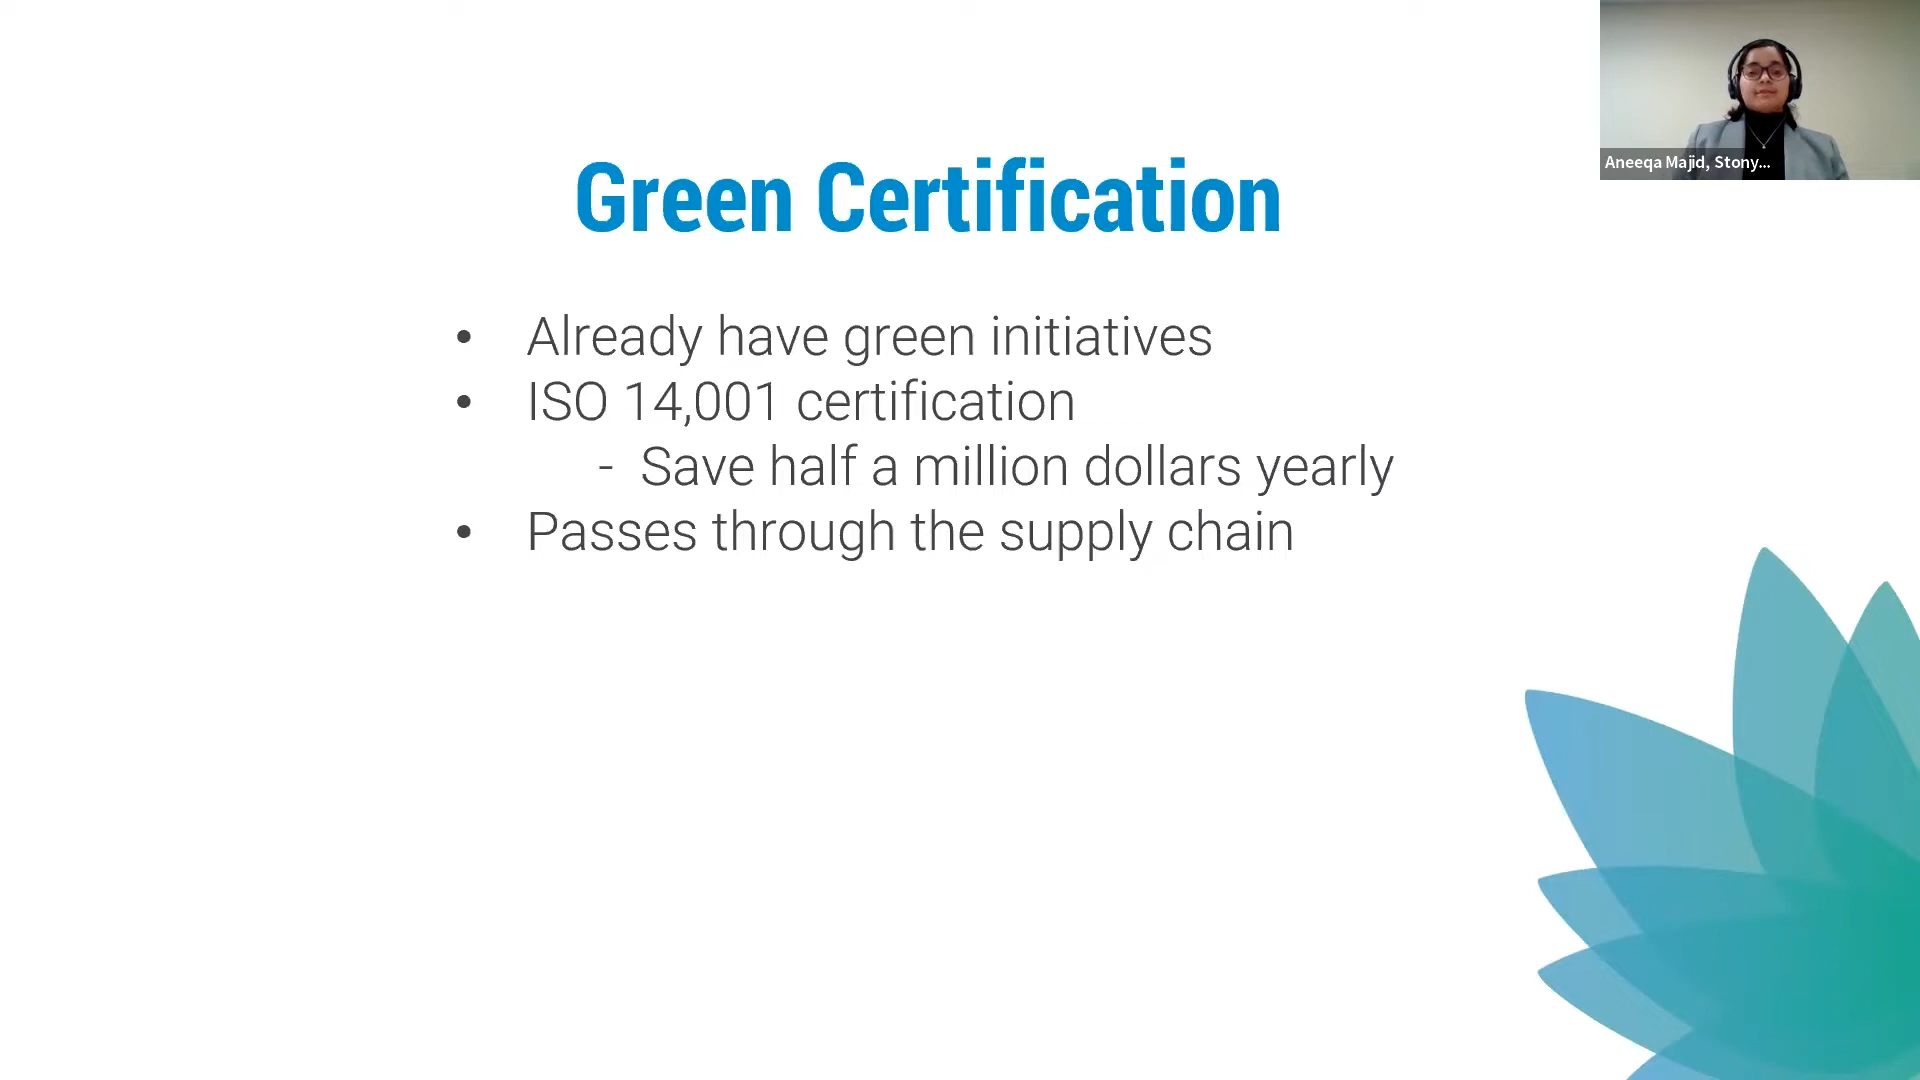 Aneeqa Majid, Stony...
Green Certification
• Already have green initiatives
• ISO 14,001 certification
- Save half a million dollars yearly
• Passes through the supply chain